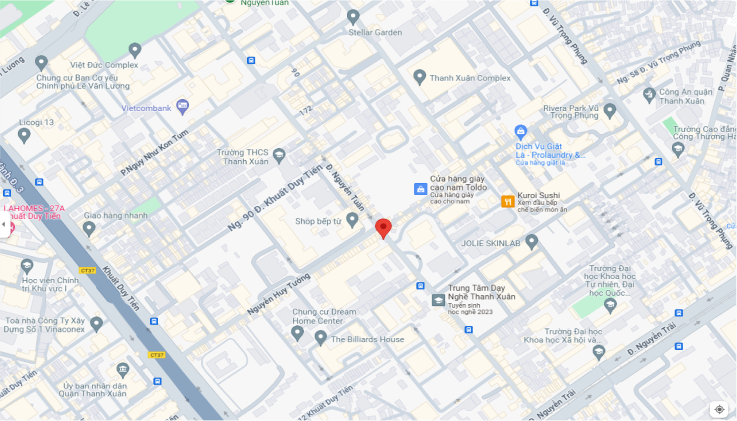 NguyenTuân
Đ. Lê
Stellar Garden
Đ. Vũ Trọng Phụng
Việt Đức Complex
90
Thanh Xuân Complex
Ng. 58 Đ. Vũ Trọng Phụng
P. Quan Nhân
Lương
Chung cư Ban Cơ yếu
Chính phủ Lê Văn Lương
Công An quận
Thanh Xuân
Vietcombank
172
Rivera Park Vũ
Trọng Phụng
Licogi 13
P.Ngụy Như Kon Tum
Trường Cao đẳng
Công Thương Hà
Trường THCS
Thanh Xuân
Dịch Vụ Giặt
Là - Prolaundry &...
Cửa hàng giặt là
Đ. 3
Đ. Nguyễn Tuân
Cửa hàng giày
cao nam Toldo
Cửa hàng giày
cao cho nam
Kuroi Sushi
Xem đầu bếp
chế biến món ăn
LAHOMES - 27A
Khuất Duy Tiến
Giao hàng nhanh
Ng. 90 Đ. Khuất Duy Tiến
Shop bếp từ
Đ. Vũ Trọng Phụng
JOLIE SKINLAB
CT37
Khuất Duy Tiến
Học viện Chính
trị Khu vực I
Nguyễn Huy Tưởng
Trung Tâm Dạy
Nghề Thanh Xuân
Tuyển sinh
học nghề 2023
Trường Đại
học Khoa học
Tự nhiên, Đại
học Quốc...
Toà nhà Công Ty Xây
Dựng Số 1 Vinaconex
Chung cư Dream
Home Center
The Billiards House
Trường Đại học
Khoa học Xã hội và...
Đ. Nguyễn Trãi
CT37
Ủy ban nhân dân
Quận Thanh Xuân
Khuất Duy Tiến
Đ. Nguyễn Trãi